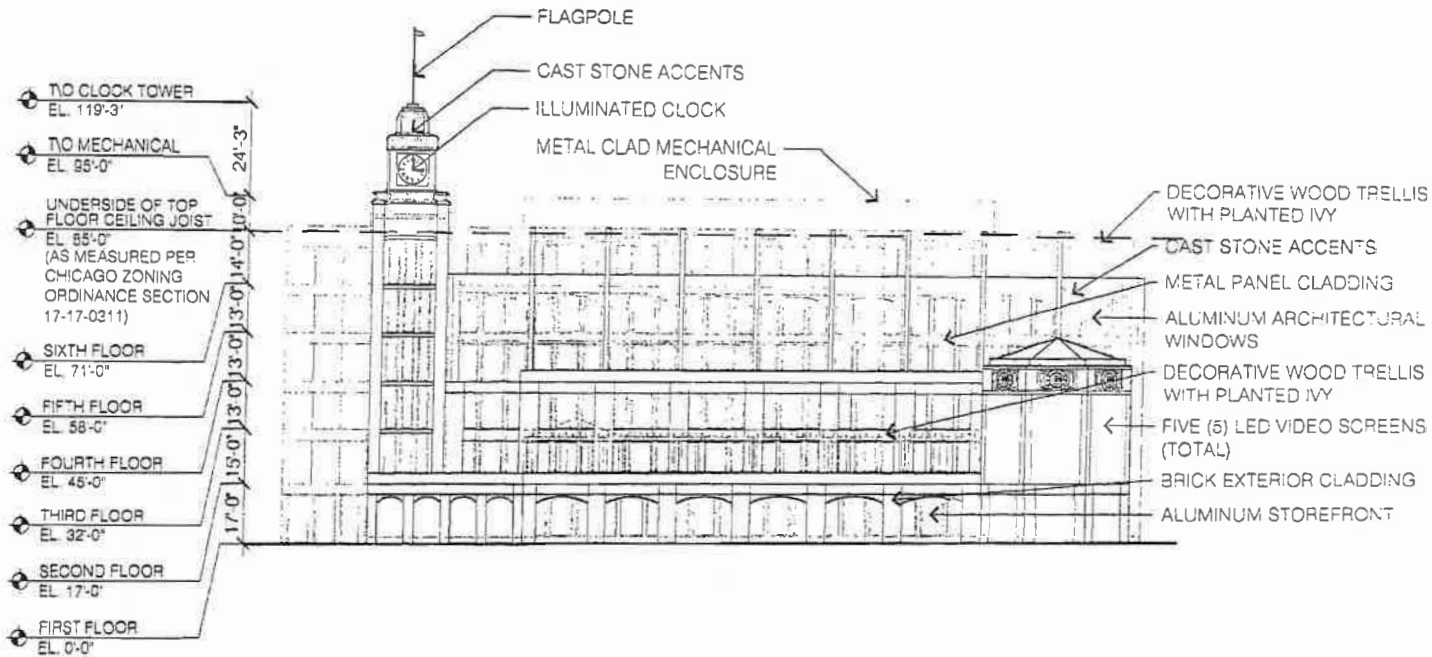 T\O CLOCK TOWER
EL. 119'-3"
T\O MECHANICAL
EL. 95'-0"
UNDERSIDE OF TOP
FLOOR CEILING JOIST
EL 85'-0"
(AS MEASURED PER
CHICAGO ZONING
ORDINANCE SECTION
17-17-0311)
SIXTH FLOOR
EL. 71'-0"
FIFTH FLOOR
EL. 58'-0"
FOURTH FLOOR
EL. 45'-0"
THIRD FLOOR
EL. 32'-0"
SECOND FLOOR
EL. 17'-0"
FIRST FLOOR
EL. 0'-0"
24'-3"
10'-0"
14'-0"
13'-0"
13'-0"
13'-0"
15'-0"
17'-0"
FLAGPOLE
CAST STONE ACCENTS
ILLUMINATED CLOCK
METAL CLAD MECHANICAL
ENCLOSURE
DECORATIVE WOOD TRELLIS
WITH PLANTED IVY
CAST STONE ACCENTS
METAL PANEL CLADDING
ALUMINUM ARCHITECTURAL
WINDOWS
DECORATIVE WOOD TRELLIS
WITH PLANTED IVY
FIVE (5) LED VIDEO SCREENS
(TOTAL)
BRICK EXTERIOR CLADDING
ALUMINUM STOREFRONT